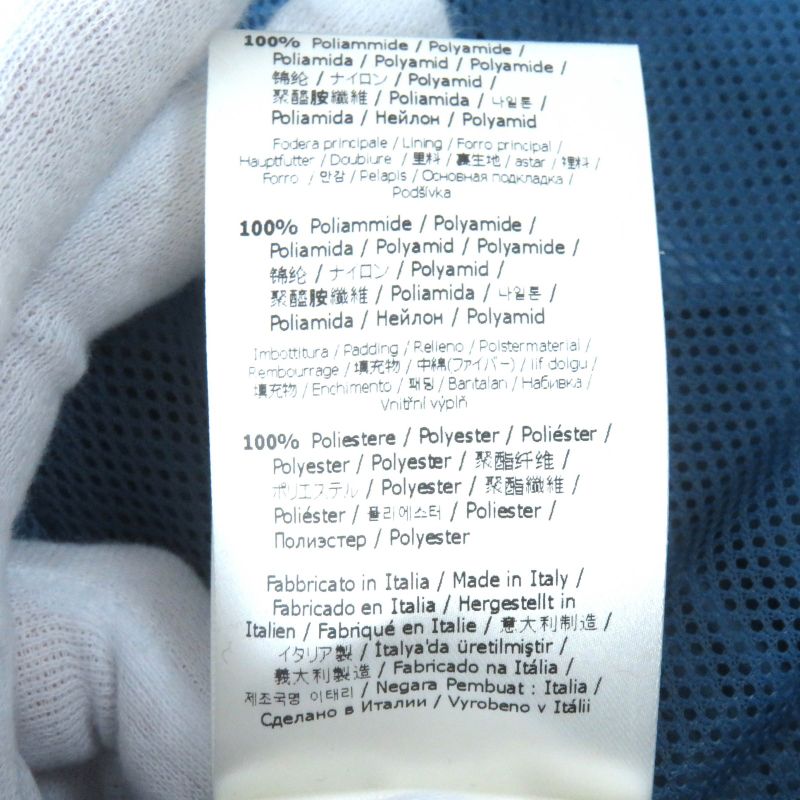 100% Poliammide / Polyamide /
Poliamida / Polyamid / Polyamide /
锦纶 / ナイロン / Polyamid /
聚醯胺纖維 / Poliamida / 나일론 /
Poliamida / Нейлон / Polyamid
Fodera principale / Lining / Forro principal /
Hauptfutter / Doublure / 里料 / 裏生地 / astar / 裡料 /
Forro / 안감 / Pelapis / Основная подкладка /
Podšívka
100% Poliammide / Polyamide /
Poliamida / Polyamid / Polyamide /
锦纶 / ナイロン / Polyamid /
聚醯胺纖維 / Poliamida / 나일론 /
Poliamida / Нейлон / Polyamid
Imbottitura / Padding / Relleno / Polstermaterial /
Rembourrage / 填充物 / 中綿(ファイバー) / lif dolgu /
填充物 / Enchimento / 패딩 / Bantalan / Набивка /
Vnitřní výplň
100% Poliestere / Polyester / Poliéster /
Polyester / Polyester / 聚酯纤维 /
ポリエステル / Polyester / 聚酯纖維 /
Poliéster / 폴리에스터 / Poliester /
Полиэстер / Polyester
Fabbricato in Italia / Made in Italy /
Fabricado en Italia / Hergestellt in
Italien / Fabriqué en Italie / 意大利制造 /
イタリア製 / İtalya'da üretilmiştir /
義大利製造 / Fabricado na Itália /
제조국명 이태리 / Negara Pembuat : Italia /
Сделано в Италии / Vyrobeno v Itálii